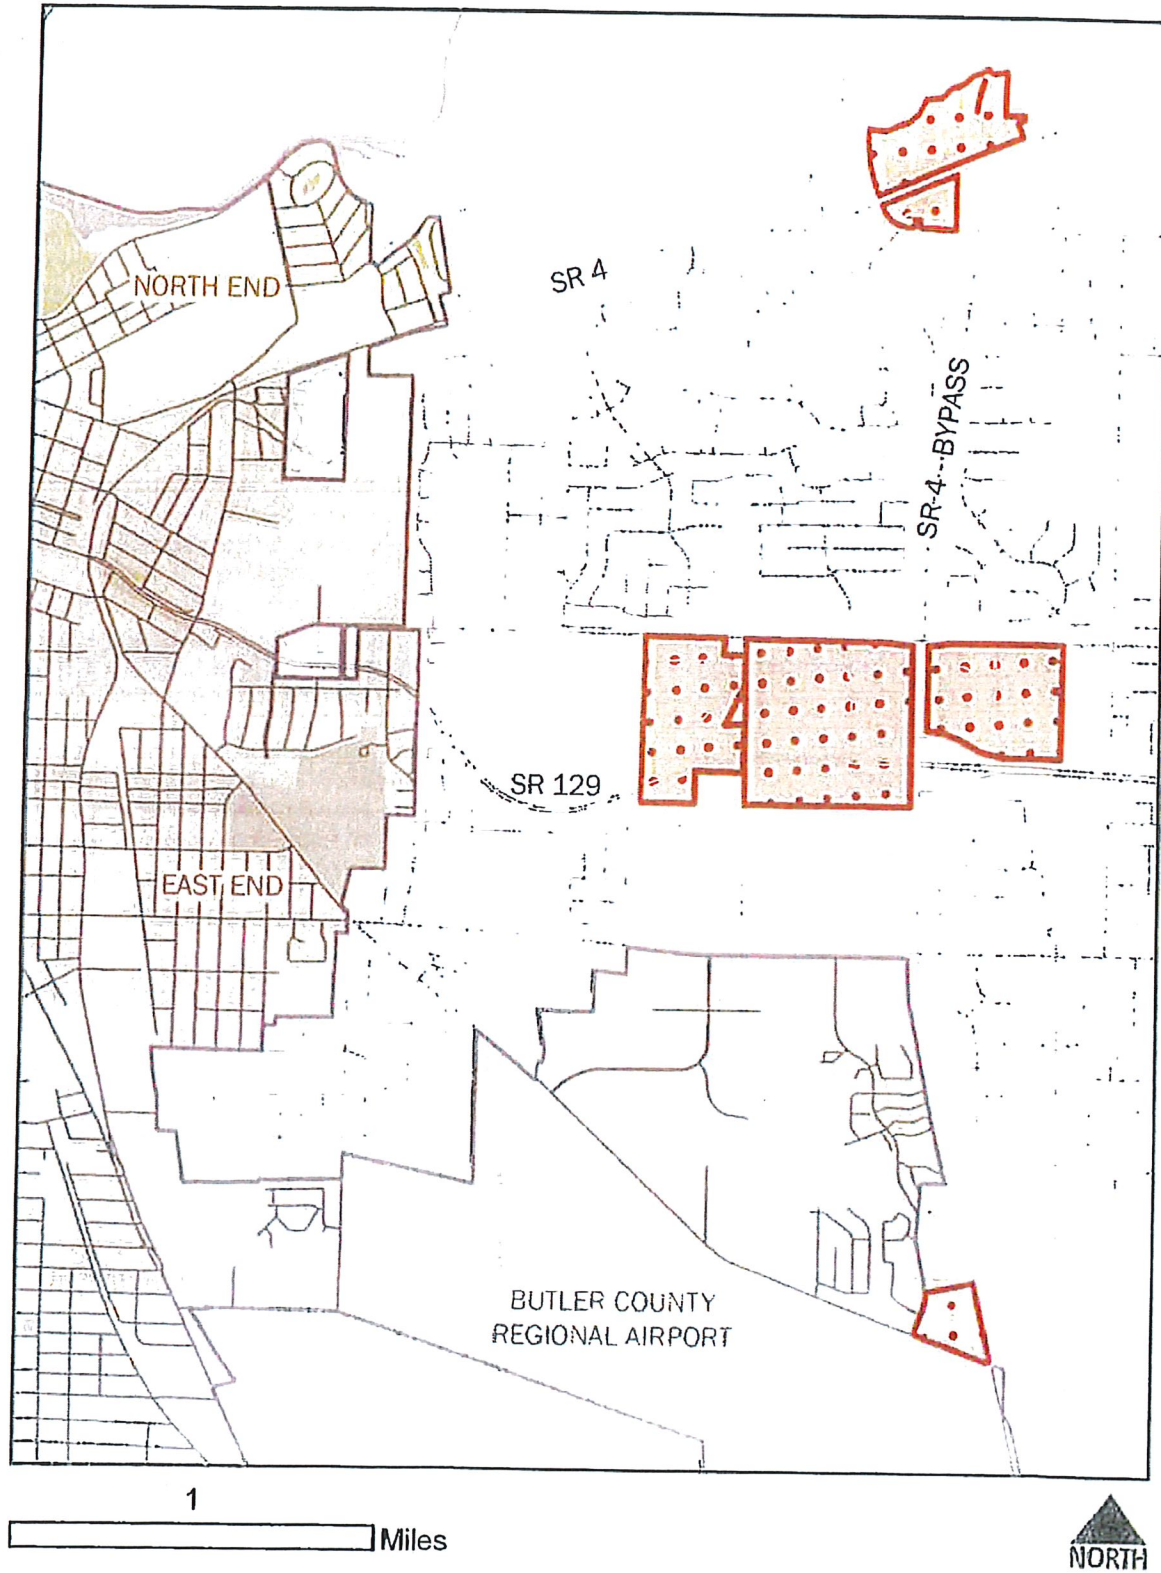 NORTH END
SR 4
SR-4--BYPASS
SR 129
EAST END
BUTLER COUNTY
REGIONAL AIRPORT
1
Miles
NORTH